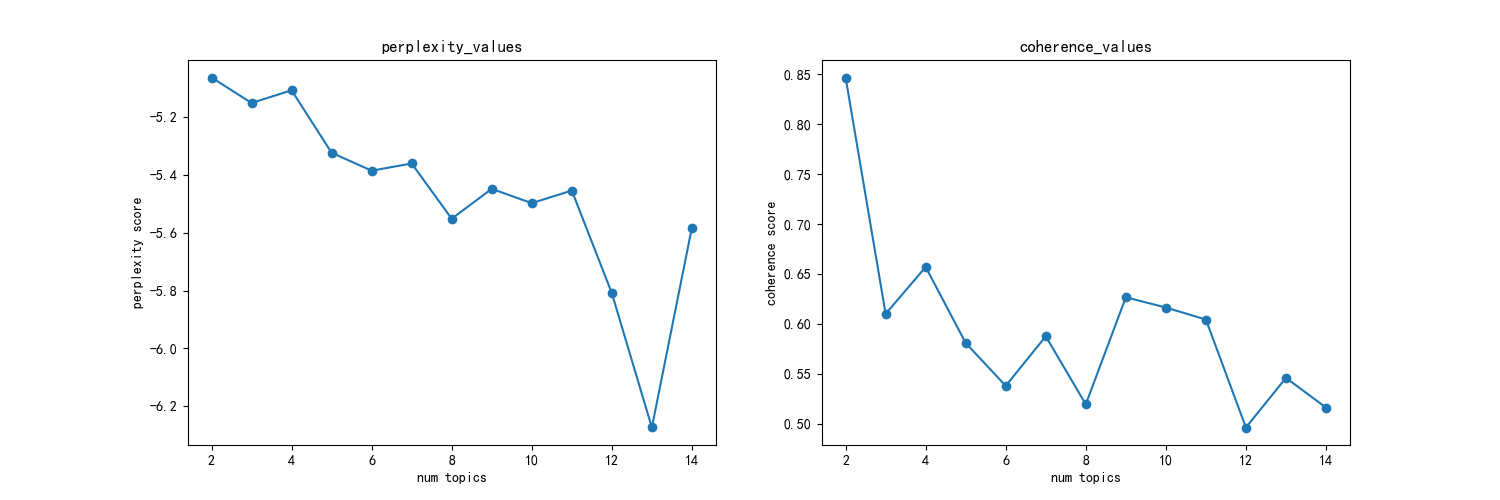 perplexity_values
-5.2
-5.4
-5.6
-5.8
-6.0
-6.2
perplexity score
2 4 6 8 10 12 14
num topics
coherence_values
0.85
0.80
0.75
0.70
0.65
0.60
0.55
0.50
coherence score
2 4 6 8 10 12 14
num topics